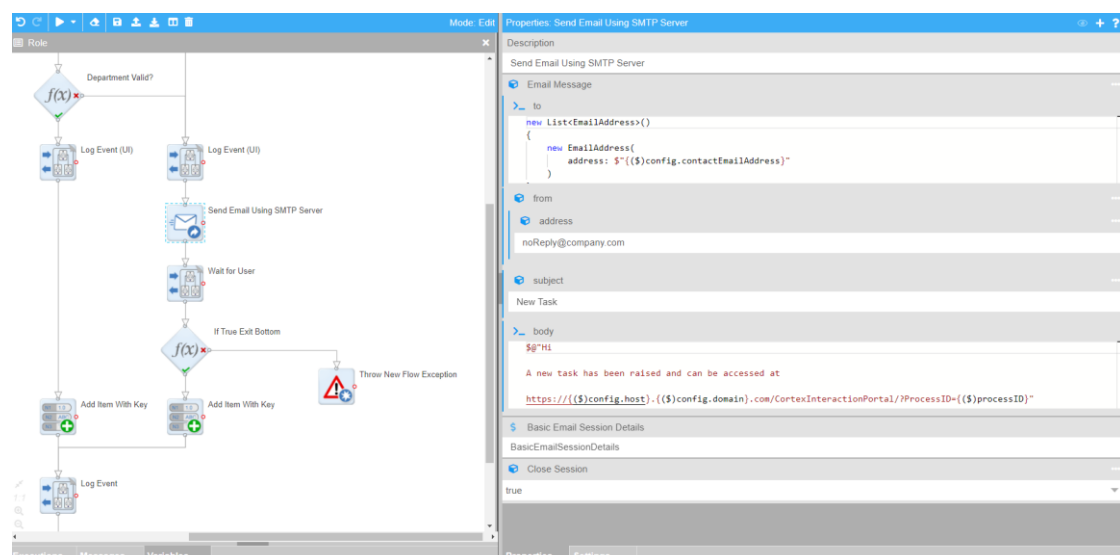 Mode: Edit
Role
Department Valid?
f(x)
Log Event (UI)
Log Event (UI)
Send Email Using SMTP Server
Wait for User
If True Exit Bottom
f(x)
Throw New Flow Exception
Add Item With Key
Add Item With Key
Log Event
Executions Messages Variables
Properties: Send Email Using SMTP Server
Description
Send Email Using SMTP Server
Email Message
to
new List<EmailAddress>()
{
new EmailAddress(
address: $"{($)config.contactEmailAddress}"
)
from
address
noReply@company.com
subject
New Task
body
$@"Hi
A new task has been raised and can be accessed at
https://{($)config.host}.{($)config.domain}.com/CortexInteractionPortal/?ProcessID={($)processID}"
$ Basic Email Session Details
BasicEmailSessionDetails
Close Session
true
Properties Settings